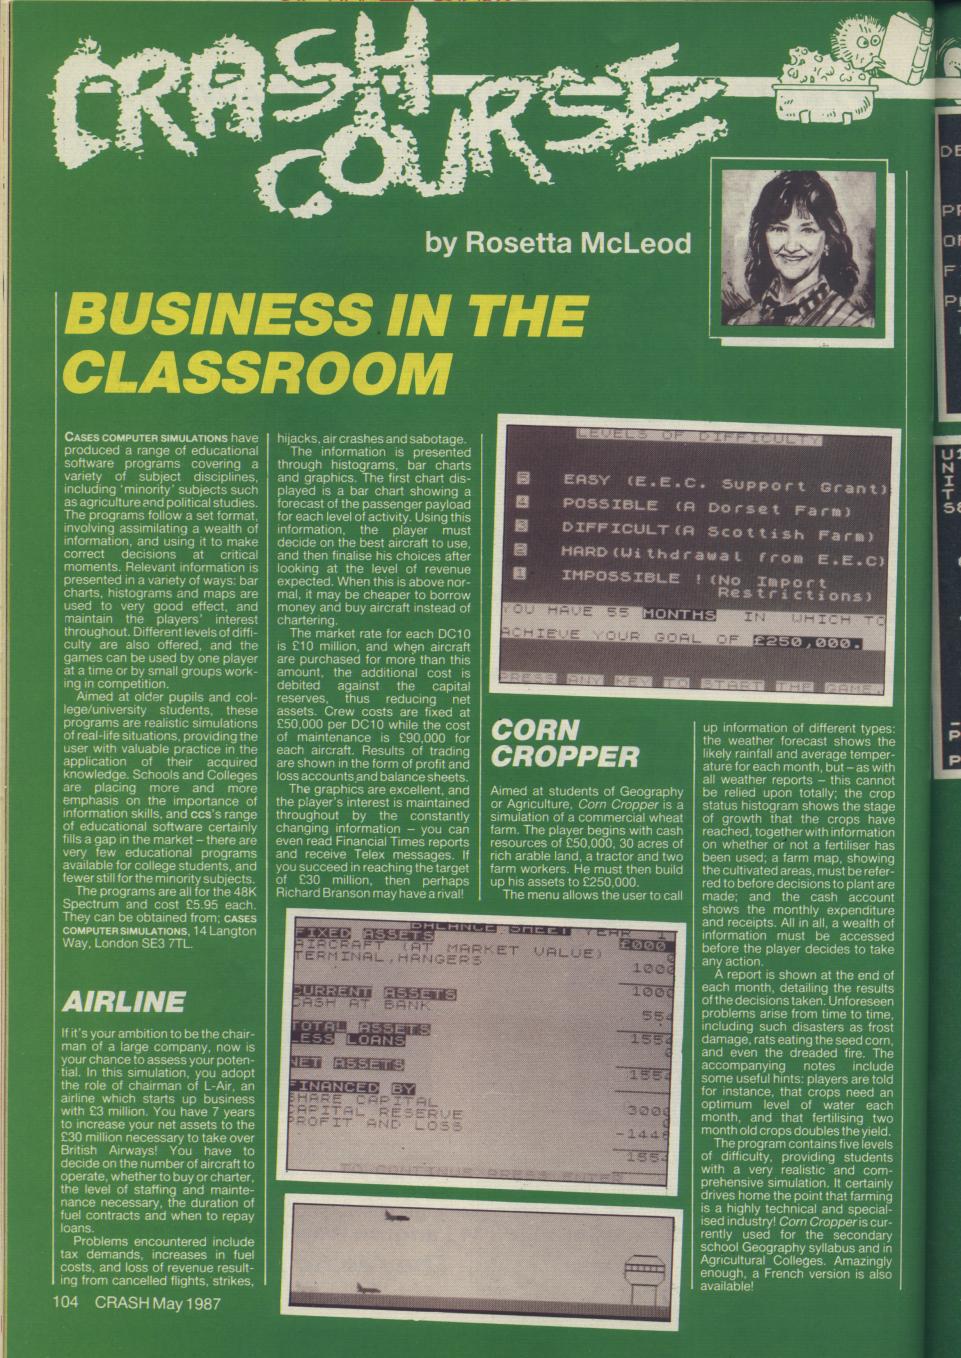 CRASH
COURSE
by Rosetta McLeod
BUSINESS IN THE
CLASSROOM
CASES COMPUTER SIMULATIONS have
produced a range of educational
software programs covering a
variety of subject disciplines,
including 'minority' subjects such
as agriculture and political studies.
The programs follow a set format,
involving assimilating a wealth of
information, and using it to make
correct decisions at critical
moments. Relevant information is
presented in a variety of ways: bar
charts, histograms and maps are
used to very good effect, and
maintain the players' interest
throughout. Different levels of diffi-
culty are also offered, and the
games can be used by one player
at a time or by small groups work-
ing in competition.
Aimed at older pupils and col-
lege/university students, these
programs are realistic simulations
of real-life situations, providing the
user with valuable practice in the
application of their acquired
knowledge. Schools and Colleges
are placing more and more
emphasis on the importance of
information skills, and ccs's range
of educational software certainly
fills a gap in the market – there are
very few educational programs
available for college students, and
fewer still for the minority subjects.
The programs are all for the 48K
Spectrum and cost £5.95 each.
They can be obtained from; CASES
COMPUTER SIMULATIONS, 14 Langton
Way, London SE3 7TL.
AIRLINE
If it's your ambition to be the chair-
man of a large company, now is
your chance to assess your poten-
tial. In this simulation, you adopt
the role of chairman of L-Air, an
airline which starts up business
with £3 million. You have 7 years
to increase your net assets to the
£30 million necessary to take over
British Airways! You have to
decide on the number of aircraft to
operate, whether to buy or charter,
the level of staffing and mainte-
nance necessary, the duration of
fuel contracts and when to repay
loans.
Problems encountered include
tax demands, increases in fuel
costs, and loss of revenue result-
ing from cancelled flights, strikes,
hijacks, air crashes and sabotage.
The information is presented
through histograms, bar charts
and graphics. The first chart dis-
played is a bar chart showing a
forecast of the passenger payload
for each level of activity. Using this
information, the player must
decide on the best aircraft to use,
and then finalise his choices after
looking at the level of revenue
expected. When this is above nor-
mal, it may be cheaper to borrow
money and buy aircraft instead of
chartering.
The market rate for each DC10
is £10 million, and when aircraft
are purchased for more than this
amount, the additional cost is
debited against the capital
reserves, thus reducing net
assets. Crew costs are fixed at
£50,000 per DC10 while the cost
of maintenance is £90,000 for
each aircraft. Results of trading
are shown in the form of profit and
loss accounts and balance sheets.
The graphics are excellent, and
the player's interest is maintained
throughout by the constantly
changing information – you can
even read Financial Times reports
and receive Telex messages. If
you succeed in reaching the target
of £30 million, then perhaps
Richard Branson may have a rival!
BALANCE SHEET YEAR 1
FIXED ASSETS £000
AIRCRAFT (AT MARKET VALUE) 0
TERMINAL, HANGERS 1000
1000
CURRENT ASSETS
CASH AT BANK 554
TOTAL ASSETS 1554
LESS LOANS 0
NET ASSETS 1554
FINANCED BY
SHARE CAPITAL 3000
CAPITAL RESERVE 0
PROFIT AND LOSS -1446
1554
TO CONTINUE PRESS ENTER
LEVELS OF DIFFICULTY
5 EASY (E.E.C. Support Grant)
4 POSSIBLE (A Dorset Farm)
3 DIFFICULT (A Scottish Farm)
2 HARD (Withdrawal from E.E.C)
1 IMPOSSIBLE ! (No Import
Restrictions)
YOU HAVE 55 MONTHS IN WHICH TO
ACHIEVE YOUR GOAL OF £250,000.
PRESS ANY KEY TO START THE GAME.
CORN
CROPPER
Aimed at students of Geography
or Agriculture, Corn Cropper is a
simulation of a commercial wheat
farm. The player begins with cash
resources of £50,000, 30 acres of
rich arable land, a tractor and two
farm workers. He must then build
up his assets to £250,000.
The menu allows the user to call
up information of different types:
the weather forecast shows the
likely rainfall and average temper-
ature for each month, but – as with
all weather reports – this cannot
be relied upon totally; the crop
status histogram shows the stage
of growth that the crops have
reached, together with information
on whether or not a fertiliser has
been used; a farm map, showing
the cultivated areas, must be refer-
red to before decisions to plant are
made; and the cash account
shows the monthly expenditure
and receipts. All in all, a wealth of
information must be accessed
before the player decides to take
any action.
A report is shown at the end of
each month, detailing the results
of the decisions taken. Unforeseen
problems arise from time to time,
including such disasters as frost
damage, rats eating the seed corn,
and even the dreaded fire. The
accompanying notes include
some useful hints: players are told
for instance, that crops need an
optimum level of water each
month, and that fertilising two
month old crops doubles the yield.
The program contains five levels
of difficulty, providing students
with a very realistic and com-
prehensive simulation. It certainly
drives home the point that farming
is a highly technical and special-
ised industry! Corn Cropper is cur-
rently used for the secondary
school Geography syllabus and in
Agricultural Colleges. Amazingly
enough, a French version is also
available!
104 CRASH May 1987